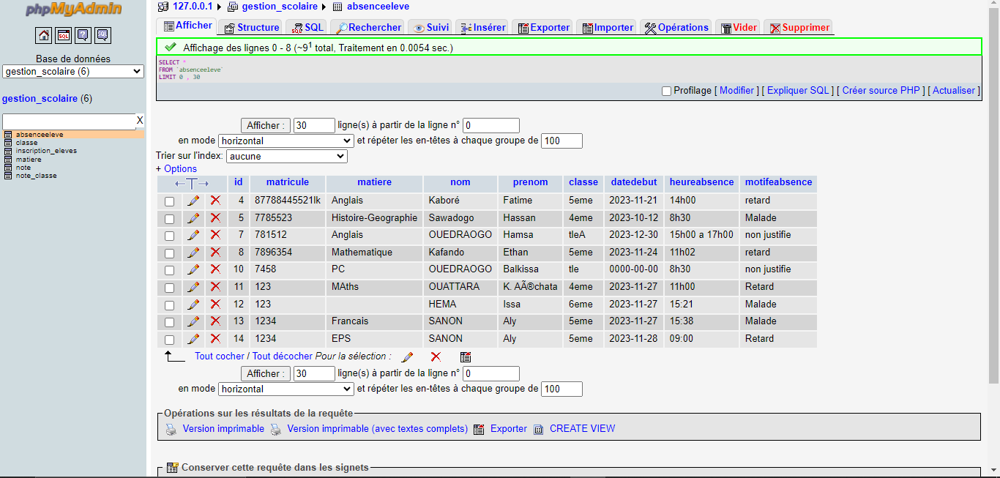 phpMyAdmin
SQL
?
SQL
Base de données
gestion_scolaire (6)
gestion_scolaire (6)
X
absenceeleve
classe
inscription_eleves
matiere
note
note_classe
127.0.0.1 gestion_scolaire absenceeleve
Afficher Structure SQL Rechercher Suivi Insérer Exporter Importer Opérations Vider Supprimer
Affichage des lignes 0 - 8 (~9¹ total, Traitement en 0.0054 sec.)
SELECT *
FROM `absenceeleve`
LIMIT 0 , 30
Profilage [ Modifier ] [ Expliquer SQL ] [ Créer source PHP ] [ Actualiser ]
Afficher : 30 ligne(s) à partir de la ligne n° 0
en mode horizontal et répéter les en-têtes à chaque groupe de 100
Trier sur l'index: aucune
+ Options
←T→ id matricule matiere nom prenom classe datedebut heureabsence motifeabsence
4 87788445521lk Anglais Kaboré Fatime 5eme 2023-11-21 14h00 retard
5 7785523 Histoire-Geographie Sawadogo Hassan 4eme 2023-10-12 8h30 Malade
7 781512 Anglais OUEDRAOGO Hamsa tleA 2023-12-30 15h00 a 17h00 non justifie
8 7896354 Mathematique Kafando Ethan 5eme 2023-11-24 11h02 retard
10 7458 PC OUEDRAOGO Balkissa tle 0000-00-00 8h30 non justifie
11 123 MAths OUATTARA K. AÃ®chata 4eme 2023-11-27 11h00 Retard
12 123 HEMA Issa 6eme 2023-11-27 15:21 Malade
13 1234 Francais SANON Aly 5eme 2023-11-27 15:38 Malade
14 1234 EPS SANON Aly 5eme 2023-11-28 09:00 Retard
Tout cocher / Tout décocher Pour la sélection :
Afficher : 30 ligne(s) à partir de la ligne n° 0
en mode horizontal et répéter les en-têtes à chaque groupe de 100
Opérations sur les résultats de la requête
Version imprimable Version imprimable (avec textes complets) Exporter CREATE VIEW
Conserver cette requête dans les signets